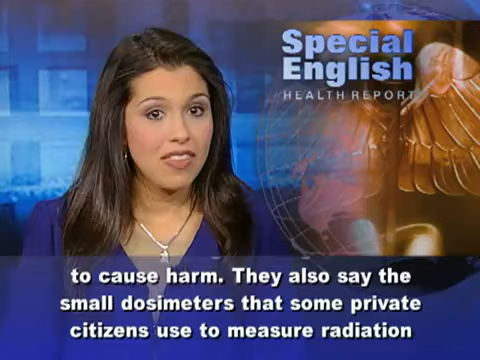 Special
English
HEALTH REPORT
to cause harm. They also say the
small dosimeters that some private
citizens use to measure radiation